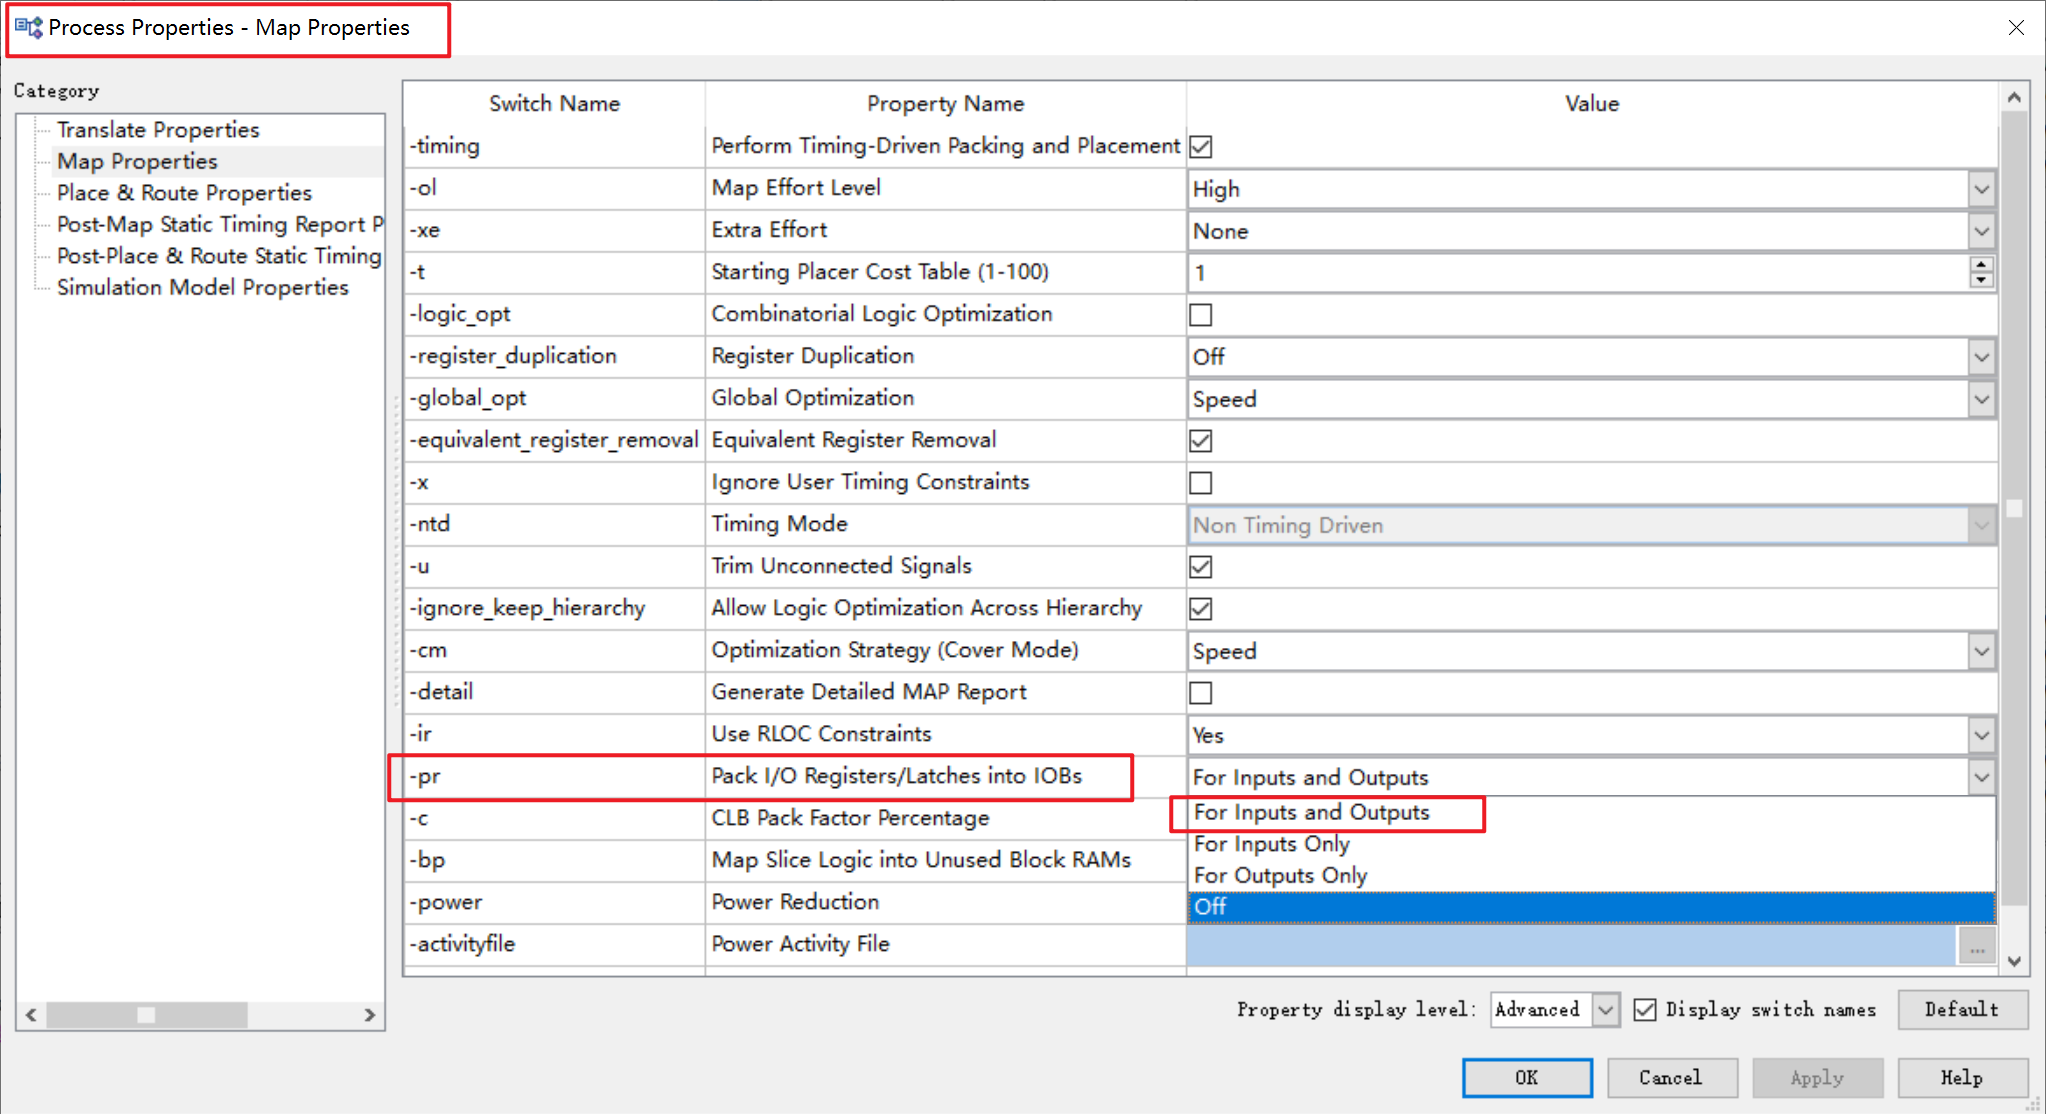 Process Properties - Map Properties
Category
Translate Properties
Map Properties
Place & Route Properties
Post-Map Static Timing Report P
Post-Place & Route Static Timing
Simulation Model Properties
Switch Name Property Name Value
-timing Perform Timing-Driven Packing and Placement
-ol Map Effort Level High
-xe Extra Effort None
-t Starting Placer Cost Table (1-100) 1
-logic_opt Combinatorial Logic Optimization
-register_duplication Register Duplication Off
-global_opt Global Optimization Speed
-equivalent_register_removal Equivalent Register Removal
-x Ignore User Timing Constraints
-ntd Timing Mode Non Timing Driven
-u Trim Unconnected Signals
-ignore_keep_hierarchy Allow Logic Optimization Across Hierarchy
-cm Optimization Strategy (Cover Mode) Speed
-detail Generate Detailed MAP Report
-ir Use RLOC Constraints Yes
-pr Pack I/O Registers/Latches into IOBs For Inputs and Outputs
-c CLB Pack Factor Percentage For Inputs and Outputs
For Inputs Only
-bp Map Slice Logic into Unused Block RAMs For Outputs Only
-power Power Reduction Off
-activityfile Power Activity File ...
Property display level: Advanced Display switch names Default
OK Cancel Apply Help